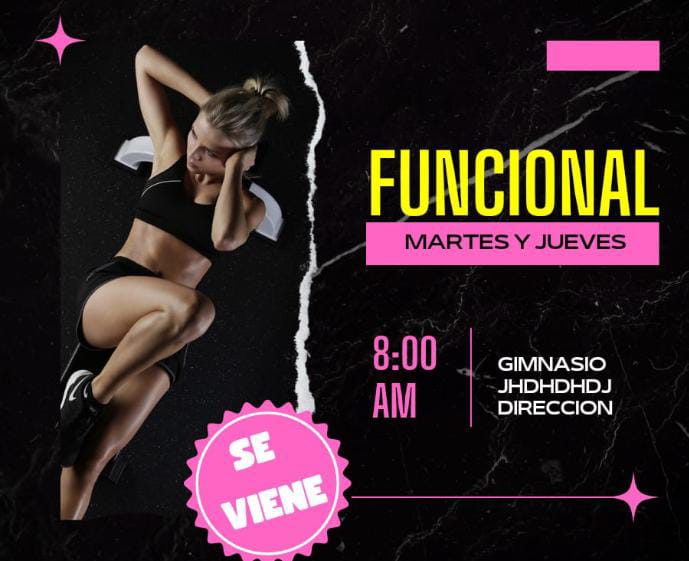 FUNCIONAL
MARTES Y JUEVES
8:00
AM
GIMNASIO
JHDHDHDJ
DIRECCION
SE
VIENE